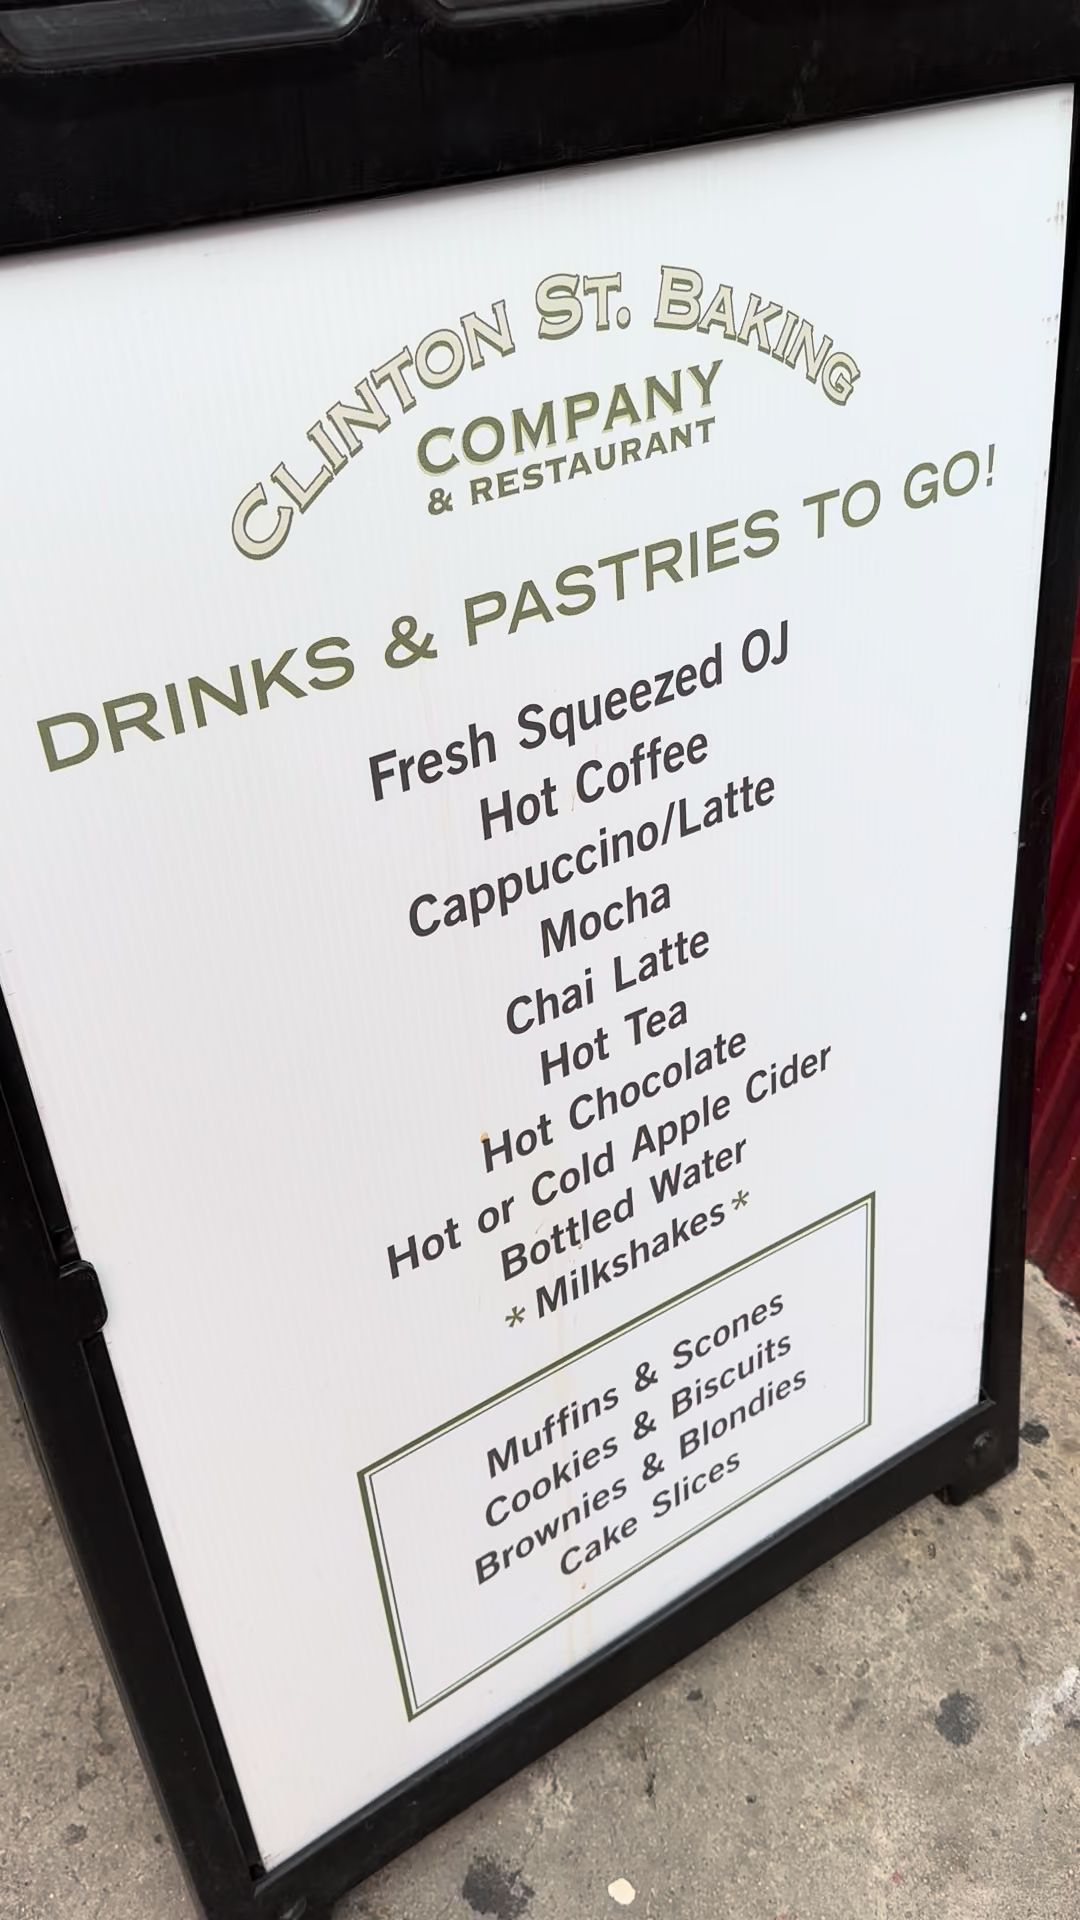 CLINTON ST. BAKING
COMPANY
& RESTAURANT
DRINKS & PASTRIES TO GO!
Fresh Squeezed OJ
Hot Coffee
Cappuccino/Latte
Mocha
Chai Latte
Hot Tea
Hot Chocolate
Hot or Cold Apple Cider
Bottled Water
*Milkshakes*
Muffins & Scones
Cookies & Biscuits
Brownies & Blondies
Cake Slices